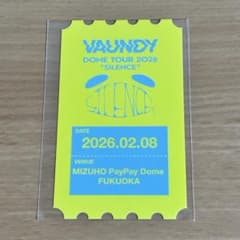 VAUNDY
DOME TOUR 2026
"SILENCE"
SILENCE
DATE
2026.02.08
VENUE
MIZUHO PayPay Dome
FUKUOKA